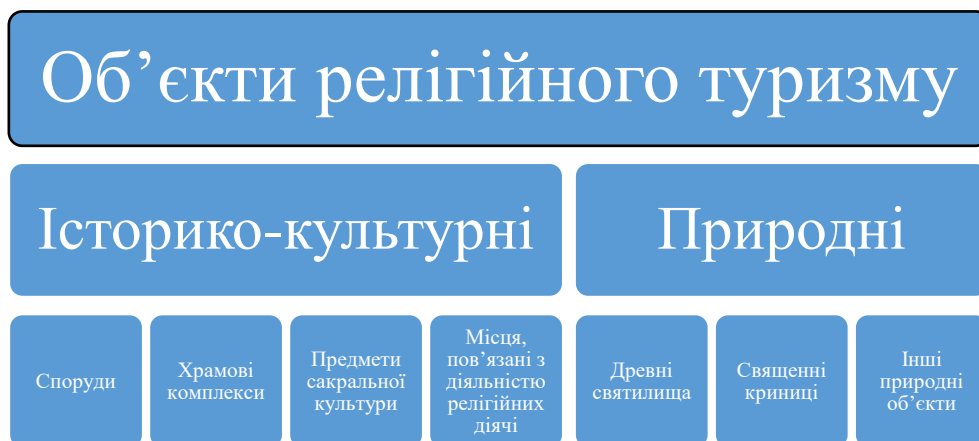 Об’єкти релігійного туризму
Історико-культурні
Природні
Споруди
Храмові
комплекси
Предмети
сакральної
культури
Місця,
пов’язані з
діяльністю
релігійних
діячі
Древні
святилища
Священні
криниці
Інші
природні
об’єкти